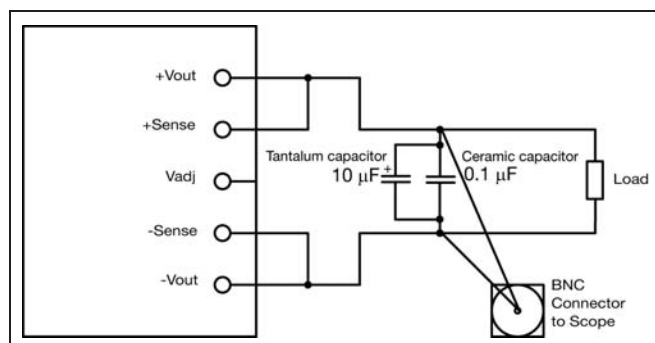 +Vout
+Sense
Vadj
-Sense
-Vout
Tantalum capacitor
10 µF
+
Ceramic capacitor
0.1 µF
Load
BNC
Connector
to Scope